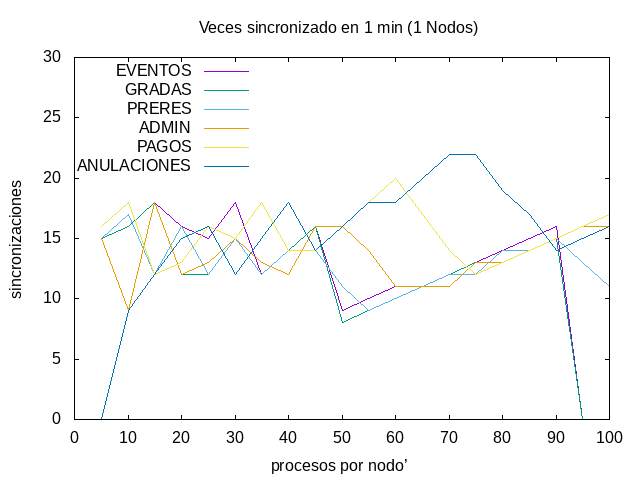 Veces sincronizado en 1 min (1 Nodos)
30
25
20
15
10
5
0
sincronizaciones
EVENTOS
GRADAS
PRERES
ADMIN
PAGOS
ANULACIONES
0 10 20 30 40 50 60 70 80 90 100
procesos por nodo’